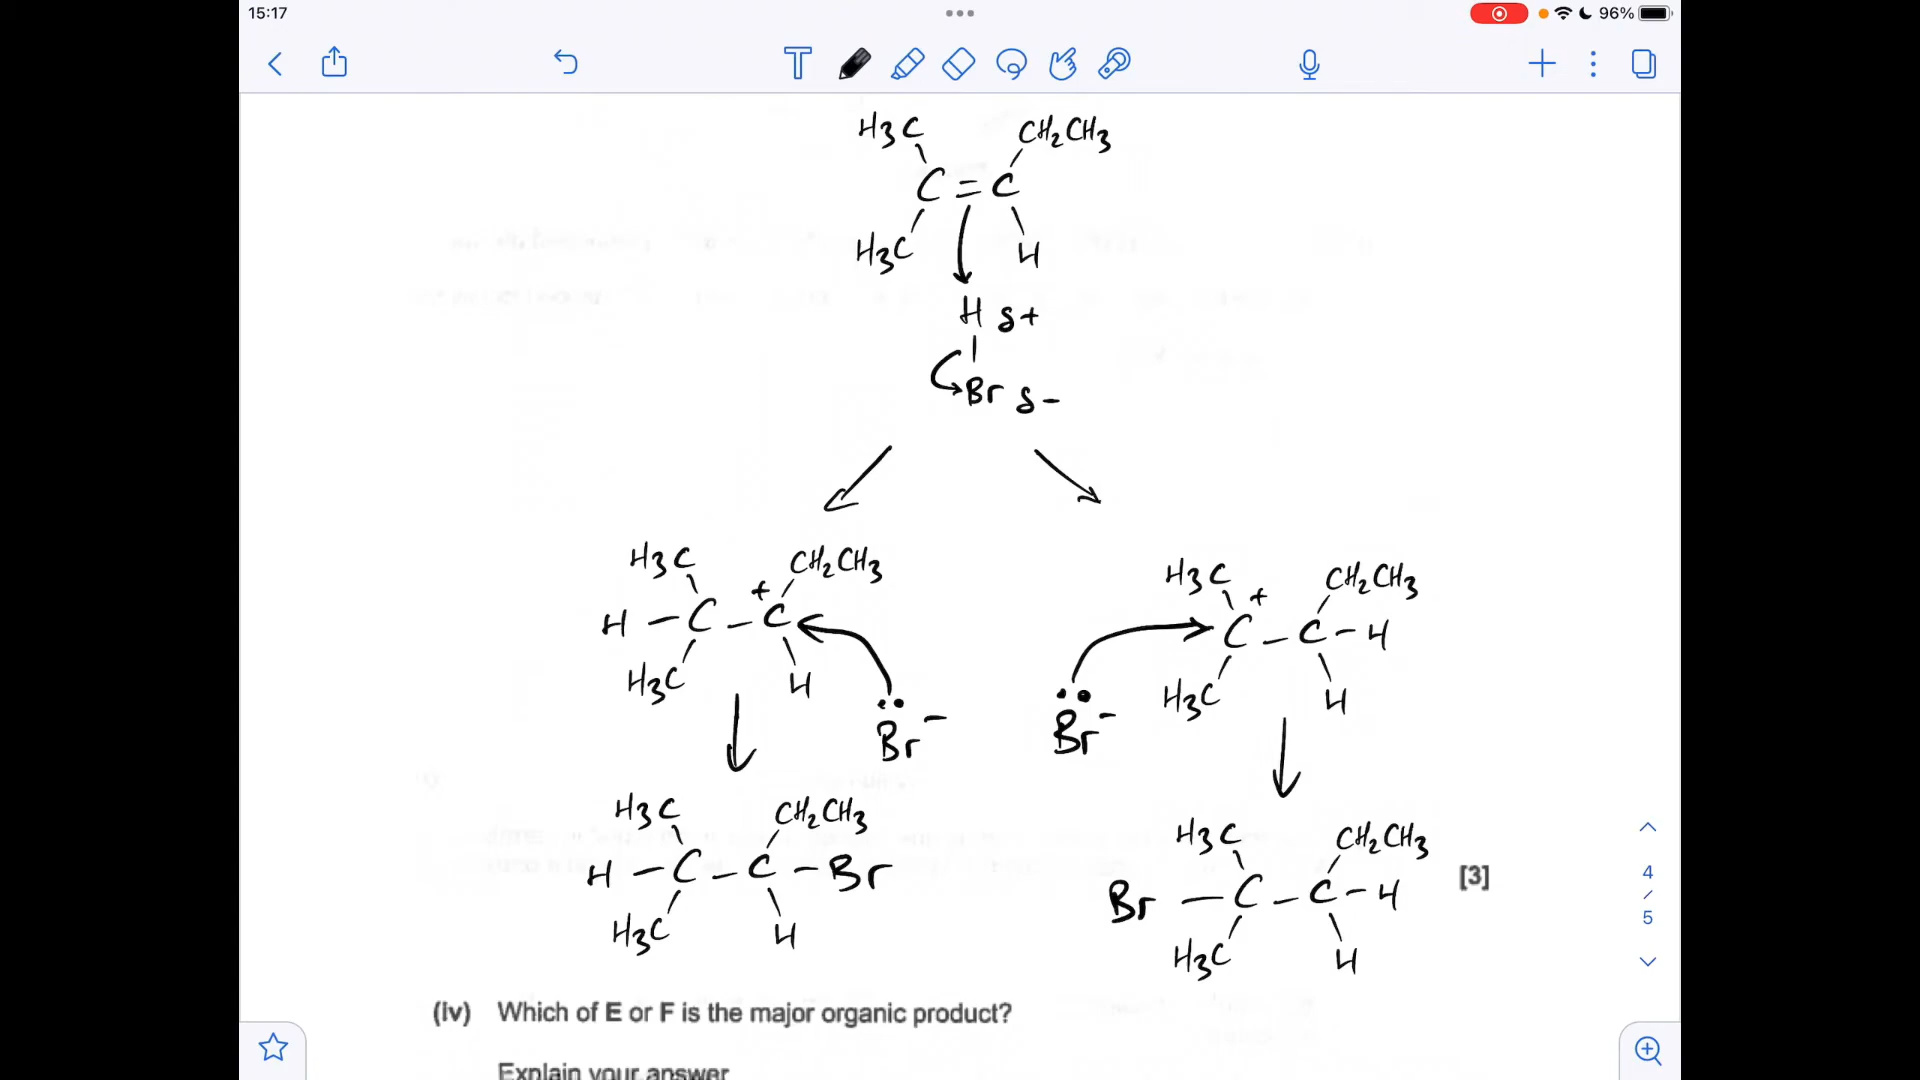 15:17
96%
H3C CH2CH3
C = C
H3C H
H δ+
Br δ-
H3C + CH2CH3
H - C - C
H3C H
Br -
H3C + CH2CH3
C - C - H
H3C H
Br -
H3C CH2CH3
H - C - C - Br
H3C H
H3C CH2CH3
Br - C - C - H
H3C H
[3]
4
/
5
(iv) Which of E or F is the major organic product?
Explain your answer